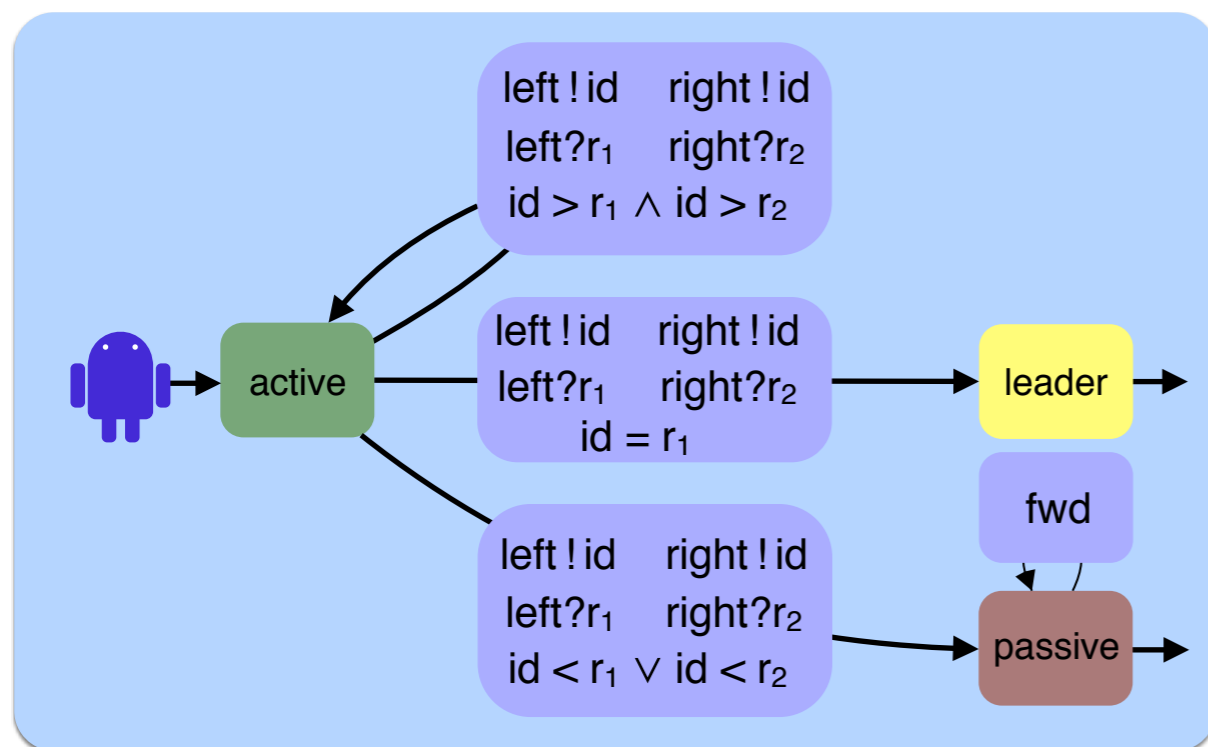 left ! id right ! id
left?r₁ right?r₂
id > r₁ ∧ id > r₂
left ! id right ! id
left?r₁ right?r₂
id = r₁
active
leader
fwd
left ! id right ! id
left?r₁ right?r₂
id < r₁ ∨ id < r₂
passive